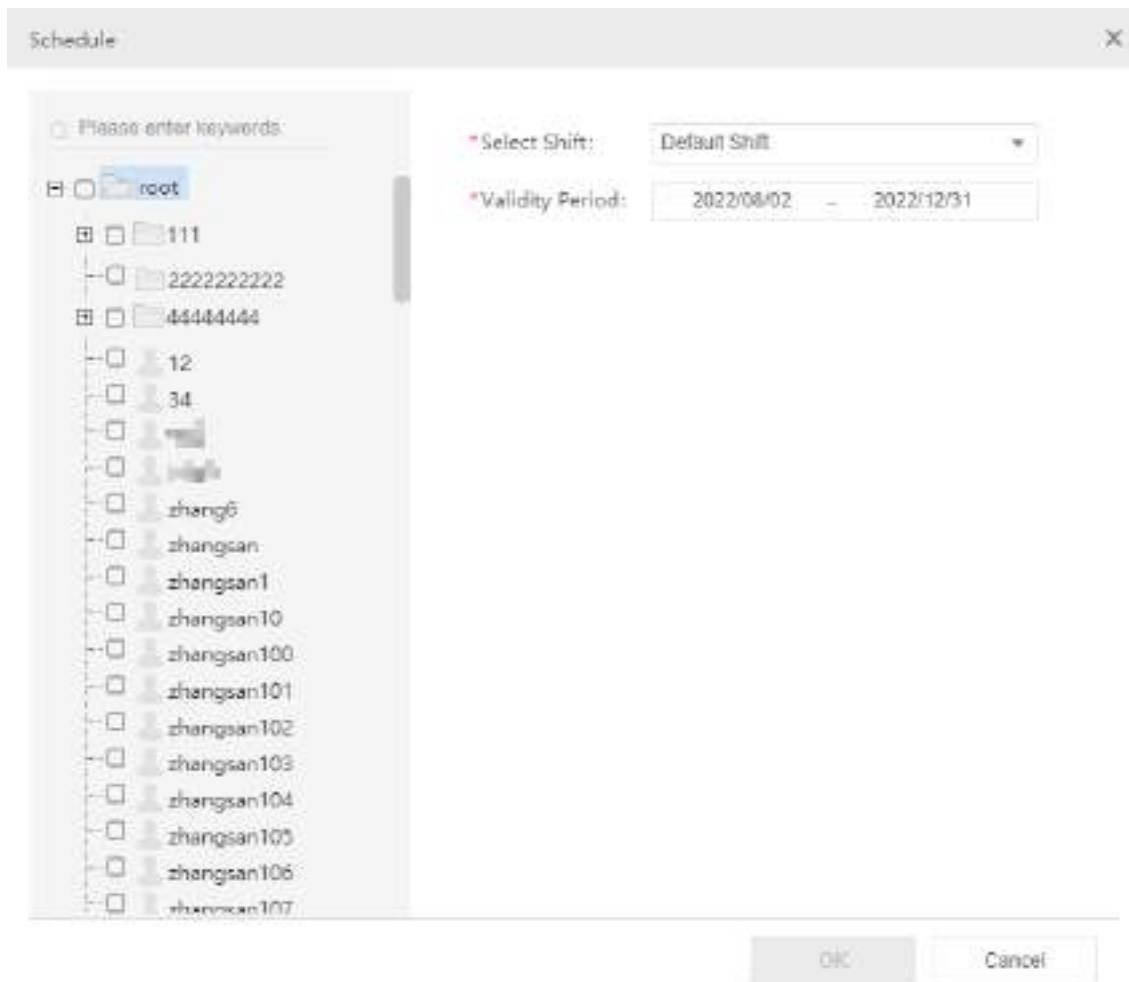 Schedule
Please enter keywords
root
111
2222222222
44444444
12
34
zhang6
zhangsan
zhangsan1
zhangsan10
zhangsan100
zhangsan101
zhangsan102
zhangsan103
zhangsan104
zhangsan105
zhangsan106
zhangsan107
*Select Shift: Default Shift
*Validity Period: 2022/08/02 - 2022/12/31
OK Cancel